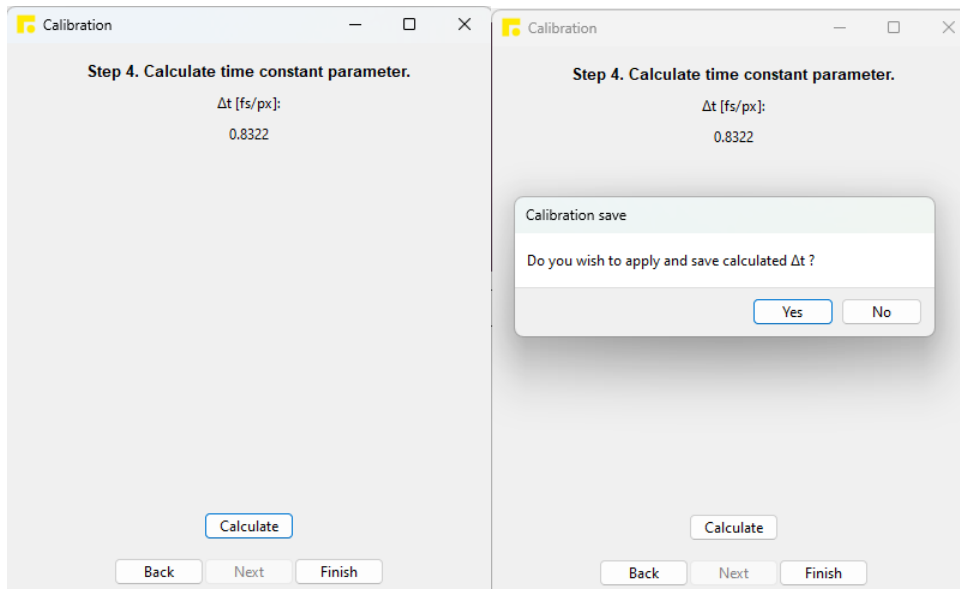 Calibration
Step 4. Calculate time constant parameter.
Δt [fs/px]:
0.8322
Calculate
Back Next Finish
Calibration
Step 4. Calculate time constant parameter.
Δt [fs/px]:
0.8322
Calibration save
Do you wish to apply and save calculated Δt ?
Yes No
Calculate
Back Next Finish